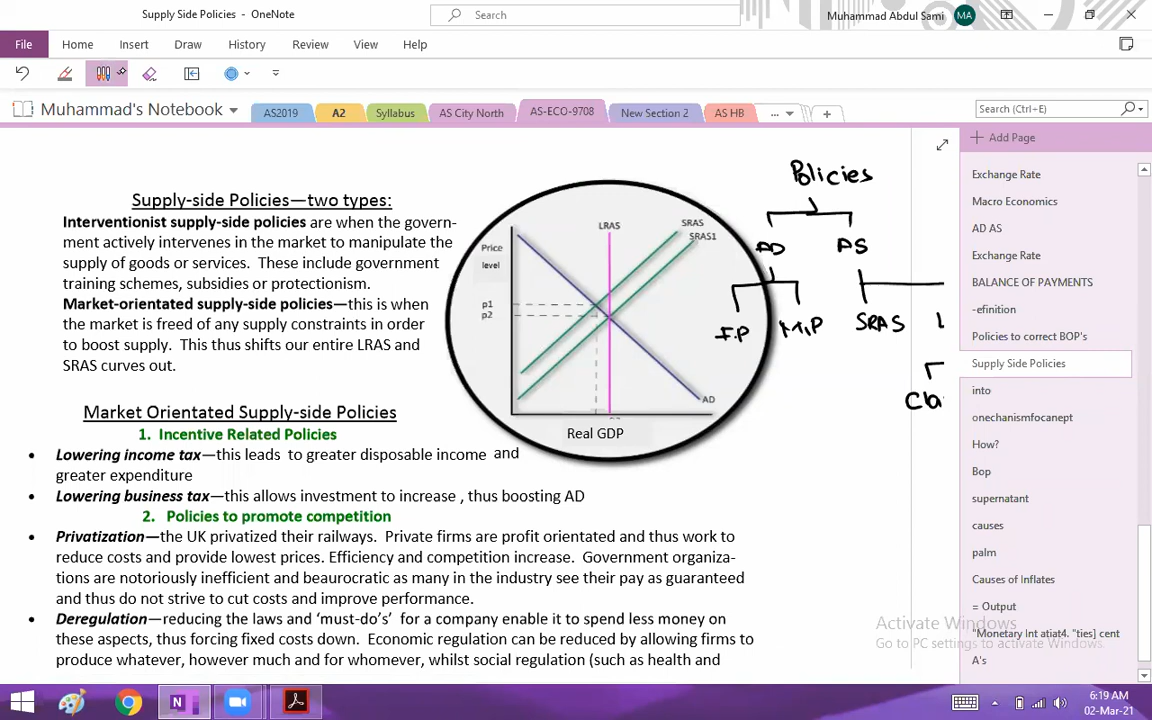 Supply Side Policies - OneNote
Search
Muhammad Abdul Sami
MA
File
Home
Insert
Draw
History
Review
View
Help
Muhammad's Notebook
AS2019
A2
Syllabus
AS City North
AS-ECO-9708
New Section 2
AS HB
...
Search (Ctrl+E)
Supply-side Policies—two types:
Interventionist supply-side policies are when the govern-
ment actively intervenes in the market to manipulate the
supply of goods or services. These include government
training schemes, subsidies or protectionism.
Market-orientated supply-side policies—this is when
the market is freed of any supply constraints in order
to boost supply. This thus shifts our entire LRAS and
SRAS curves out.
Price
level
p1
p2
LRAS
SRAS
SRAS1
AD
Real GDP
Policies
AD
AS
F.P
M.P
SRAS
Cla
Market Orientated Supply-side Policies
1. Incentive Related Policies
Lowering income tax—this leads to greater disposable income and
greater expenditure
Lowering business tax—this allows investment to increase , thus boosting AD
2. Policies to promote competition
Privatization—the UK privatized their railways. Private firms are profit orientated and thus work to
reduce costs and provide lowest prices. Efficiency and competition increase. Government organiza-
tions are notoriously inefficient and beaurocratic as many in the industry see their pay as guaranteed
and thus do not strive to cut costs and improve performance.
Deregulation—reducing the laws and 'must-do's' for a company enable it to spend less money on
these aspects, thus forcing fixed costs down. Economic regulation can be reduced by allowing firms to
produce whatever, however much and for whomever, whilst social regulation (such as health and
Add Page
Exchange Rate
Macro Economics
AD AS
Exchange Rate
BALANCE OF PAYMENTS
-efinition
Policies to correct BOP's
Supply Side Policies
into
onechanismfocanept
How?
Bop
supernatant
causes
palm
Causes of Inflates
= Output
"Monetary Int atiat4. "ties] cent
A's
Activate Windows
Go to PC settings to activate Windows.
6:19 AM
02-Mar-21